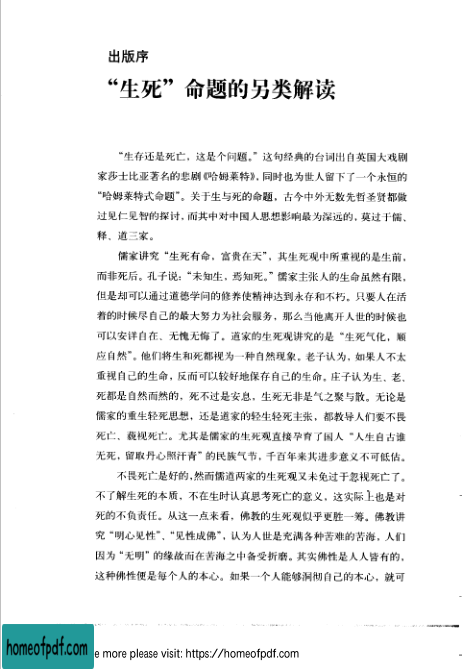 出版序
“生死”命题的另类解读
“生存还是死亡，这是个问题。”这句经典的台词出自英国大戏剧
家莎士比亚著名的悲剧《哈姆莱特》，同时也为世人留下了一个永恒的
“哈姆莱特式命题”。关于生与死的命题，古今中外无数先哲圣贤都做
过见仁见智的探讨，而其中对中国人思想影响最为深远的，莫过于儒、
释、道三家。
儒家讲究“生死有命，富贵在天”，其生死观中所重视的是生前，
而非死后。孔子说：“未知生，焉知死。”儒家主张人的生命虽然有限，
但是却可以通过道德学问的修养使精神达到永存和不朽。只要人在活
着的时候尽自己的最大努力为社会服务，那么当他离开人世的时候也
可以安详自在、无愧无悔了。道家的生死观讲究的是“生死气化，顺
应自然”。他们将生和死都视为一种自然现象。老子认为，如果人不太
重视自己的生命，反而可以较好地保存自己的生命。庄子认为生、老、
死都是自然而然的，死不过是安息，生死无非是气之聚与散。无论是
儒家的重生轻死思想，还是道家的轻生轻死主张，都教导人们要不畏
死亡、藐视死亡。尤其是儒家的生死观直接孕育了国人“人生自古谁
无死，留取丹心照汗青”的民族气节，千百年来其进步意义不可低估。
不畏死亡是好的，然而儒道两家的生死观又未免过于忽视死亡了。
不了解生死的本质，不在生时认真思考死亡的意义，这实际上也是对
死的不负责任。从这一点来看，佛教的生死观似乎更胜一筹。佛教讲
究“明心见性”、“见性成佛”，认为人世是充满各种苦难的苦海，人们
因为“无明”的缘故而在苦海之中备受折磨。其实佛性是人人皆有的，
这种佛性便是每个人的本心。如果一个人能够洞彻自己的本心，就可
homeofpdf.com
e more please visit: https://homeofpdf.com